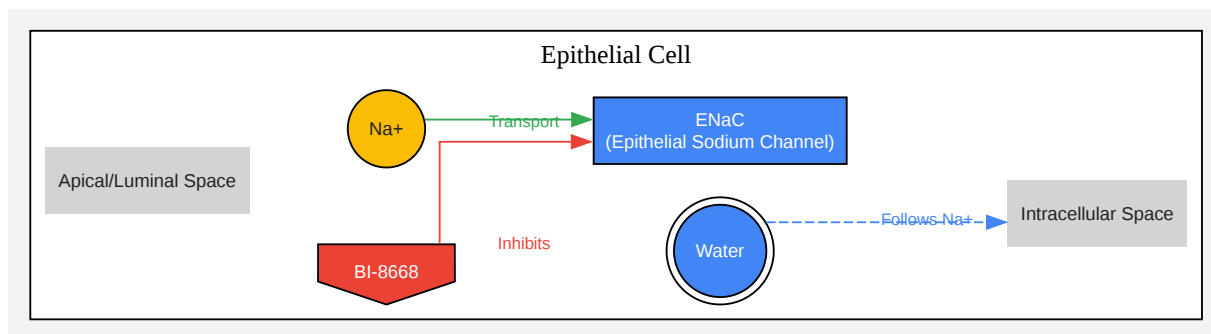 Epithelial Cell
Na+
Transport
ENaC
(Epithelial Sodium Channel)
Apical/Luminal Space
Intracellular Space
Follows Na+
Water
Inhibits
BI-8668